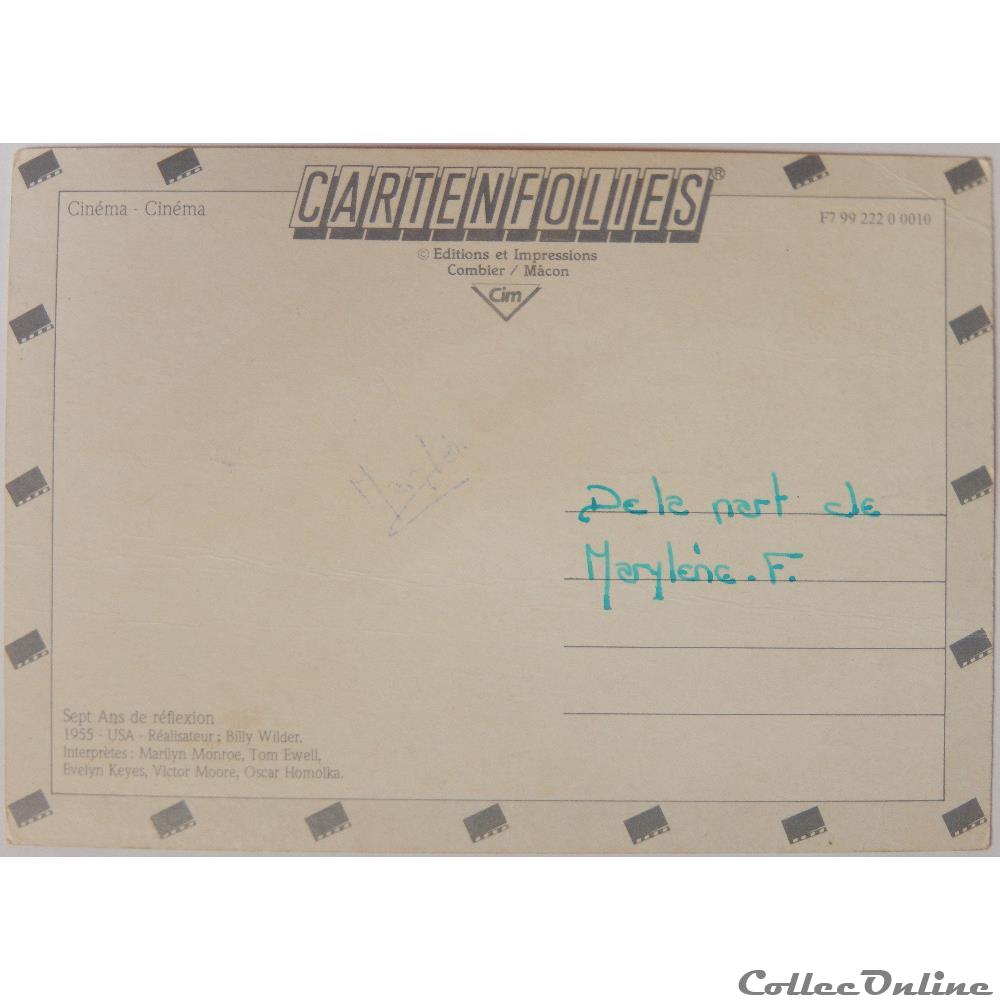 CARTENFOLIES®
Cinéma - Cinéma
F7 99 222 0 0010
© Editions et Impressions
Combier / Mâcon
Cim
De la part de
Marylène. F.
Sept Ans de réflexion
1955 - USA - Réalisateur : Billy Wilder.
Interprètes : Marilyn Monroe, Tom Ewell,
Evelyn Keyes, Victor Moore, Oscar Homolka.
CollecOnline